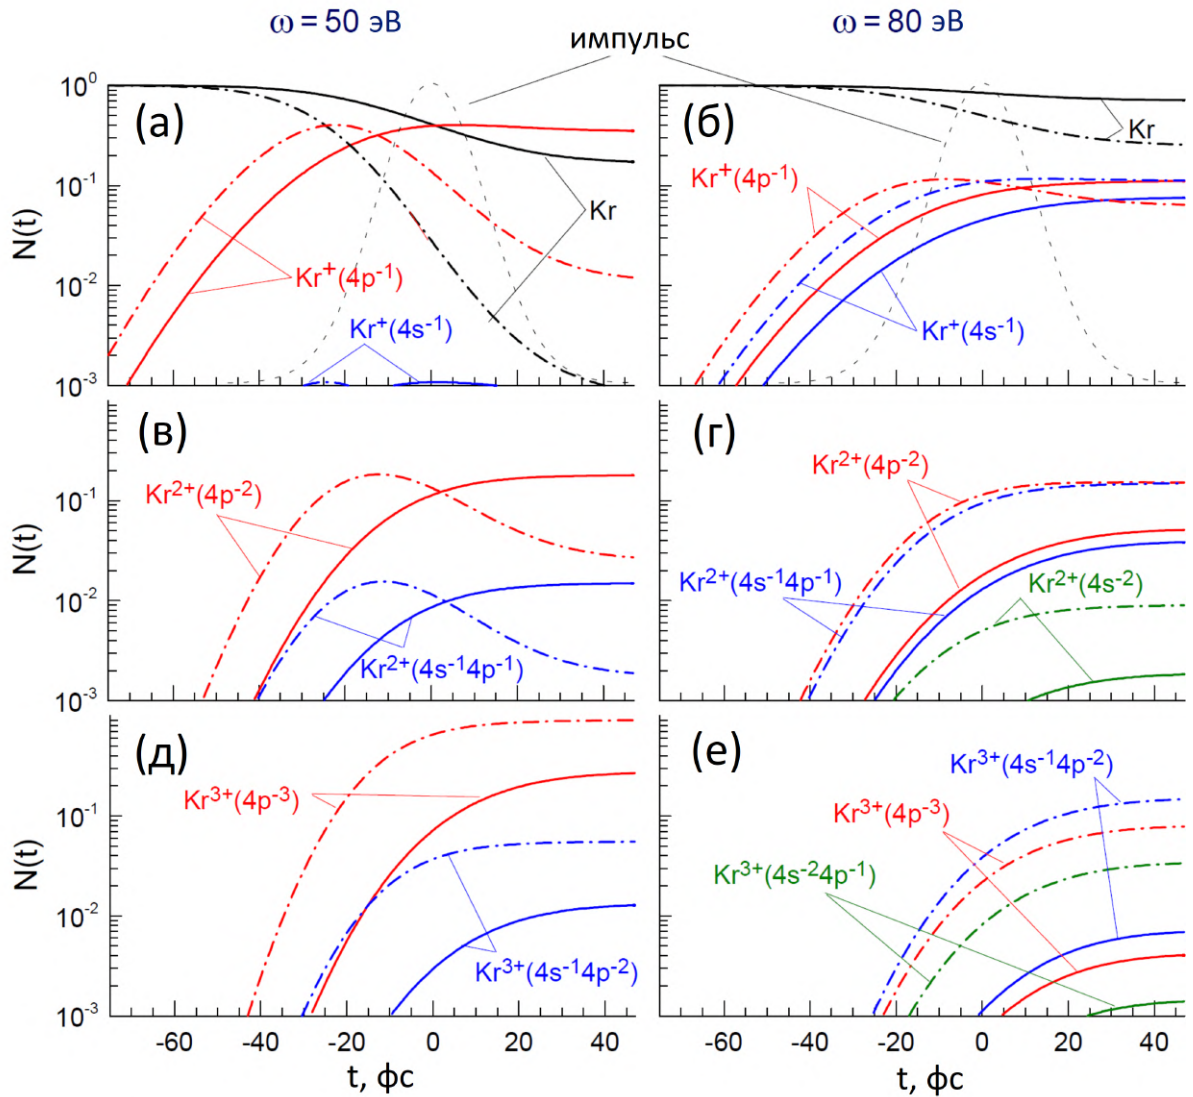 ω = 50 эВ
импульс
ω = 80 эВ
(а)
(б)
10⁰
10⁻¹
10⁻²
10⁻³
N(t)
Kr
Kr⁺(4p⁻¹)
Kr⁺(4s⁻¹)
Kr
Kr⁺(4p⁻¹)
Kr⁺(4s⁻¹)
(в)
(г)
10⁻¹
10⁻²
10⁻³
N(t)
Kr²⁺(4p⁻²)
Kr²⁺(4s⁻¹4p⁻¹)
Kr²⁺(4p⁻²)
Kr²⁺(4s⁻¹4p⁻¹)
Kr²⁺(4s⁻²)
(д)
(е)
10⁻¹
10⁻²
10⁻³
N(t)
Kr³⁺(4p⁻³)
Kr³⁺(4s⁻¹4p⁻²)
Kr³⁺(4s⁻¹4p⁻²)
Kr³⁺(4p⁻³)
Kr³⁺(4s⁻²4p⁻¹)
-60 -40 -20 0 20 40
-60 -40 -20 0 20 40
t, фс
t, фс